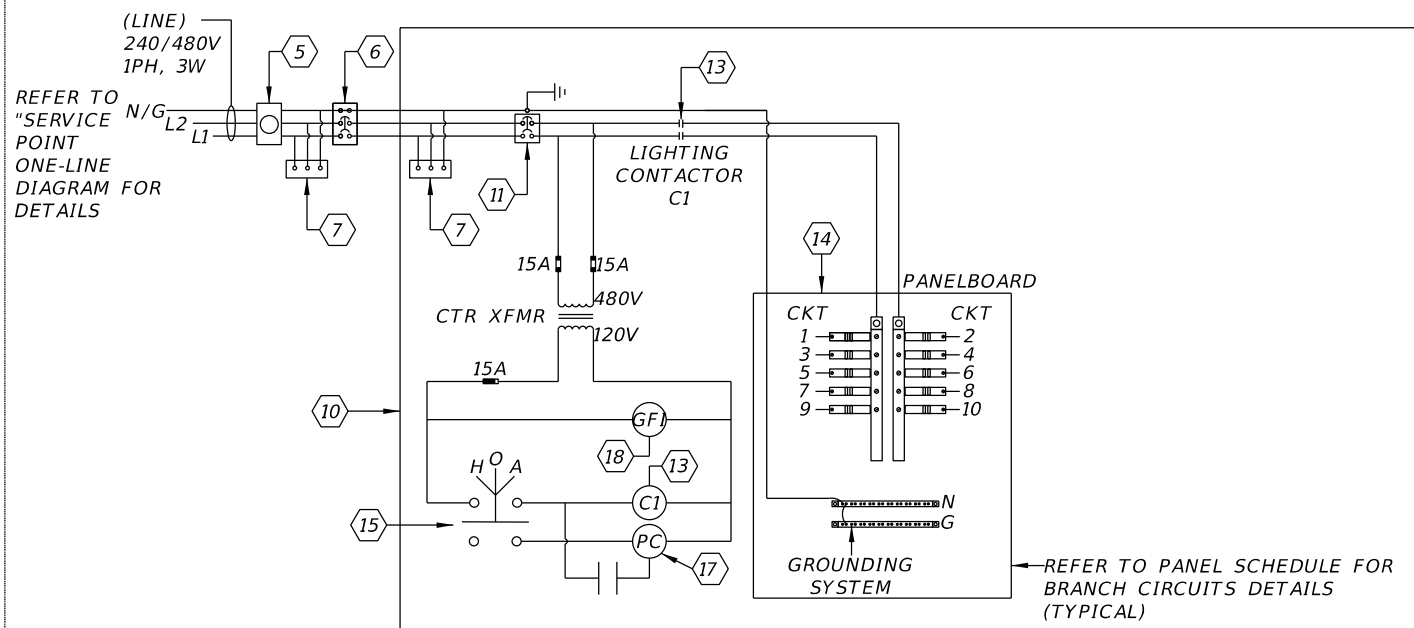 (LINE)
240/480V
1PH, 3W
5
6
13
REFER TO
"SERVICE
POINT
ONE-LINE
DIAGRAM FOR
DETAILS
N/G
L2
L1
LIGHTING
CONTACTOR
C1
11
7
7
14
15A
15A
PANELBOARD
480V
CTR XFMR
120V
CKT
CKT
1
2
3
4
5
6
7
8
9
10
15A
10
GFI
18
13
H
O
A
C1
15
PC
17
N
G
GROUNDING
SYSTEM
REFER TO PANEL SCHEDULE FOR
BRANCH CIRCUITS DETAILS
(TYPICAL)